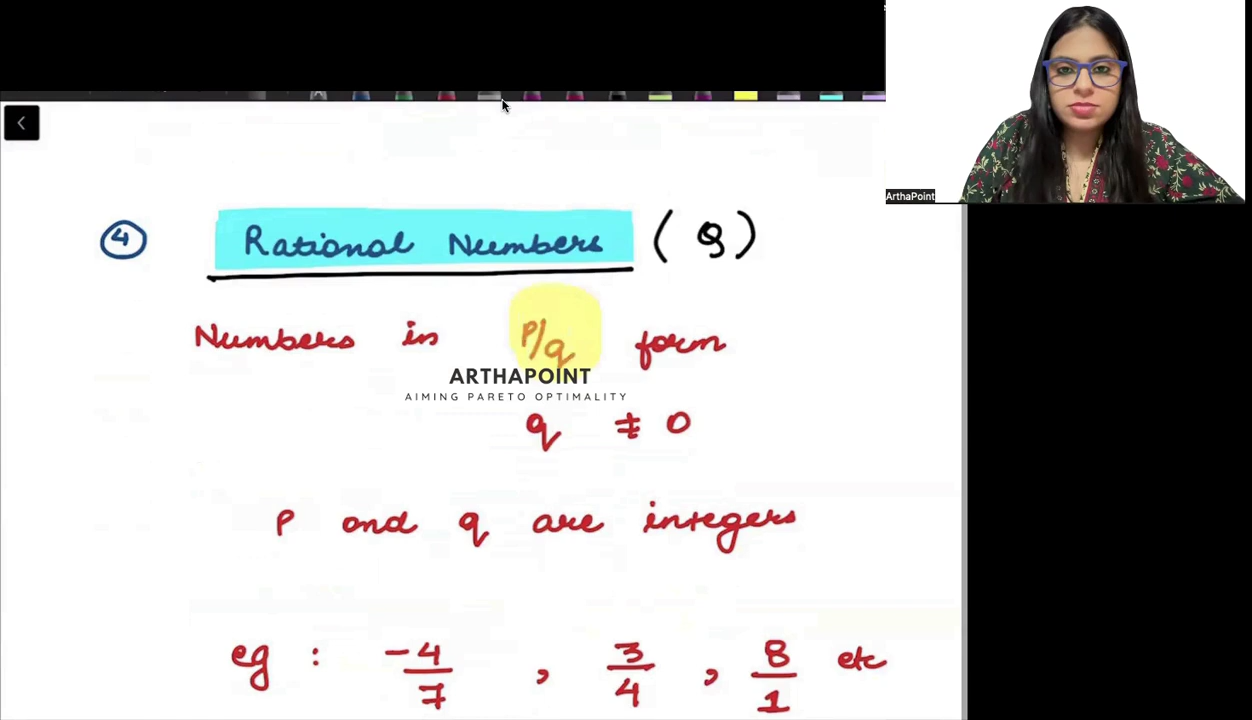 ArthaPoint
4 Rational Numbers (Q)
Numbers in P/q form
ARTHAPOINT
AIMING PARETO OPTIMALITY
q ≠ 0
P and q are integers
eg : -4/7 , 3/4 , 8/1 etc